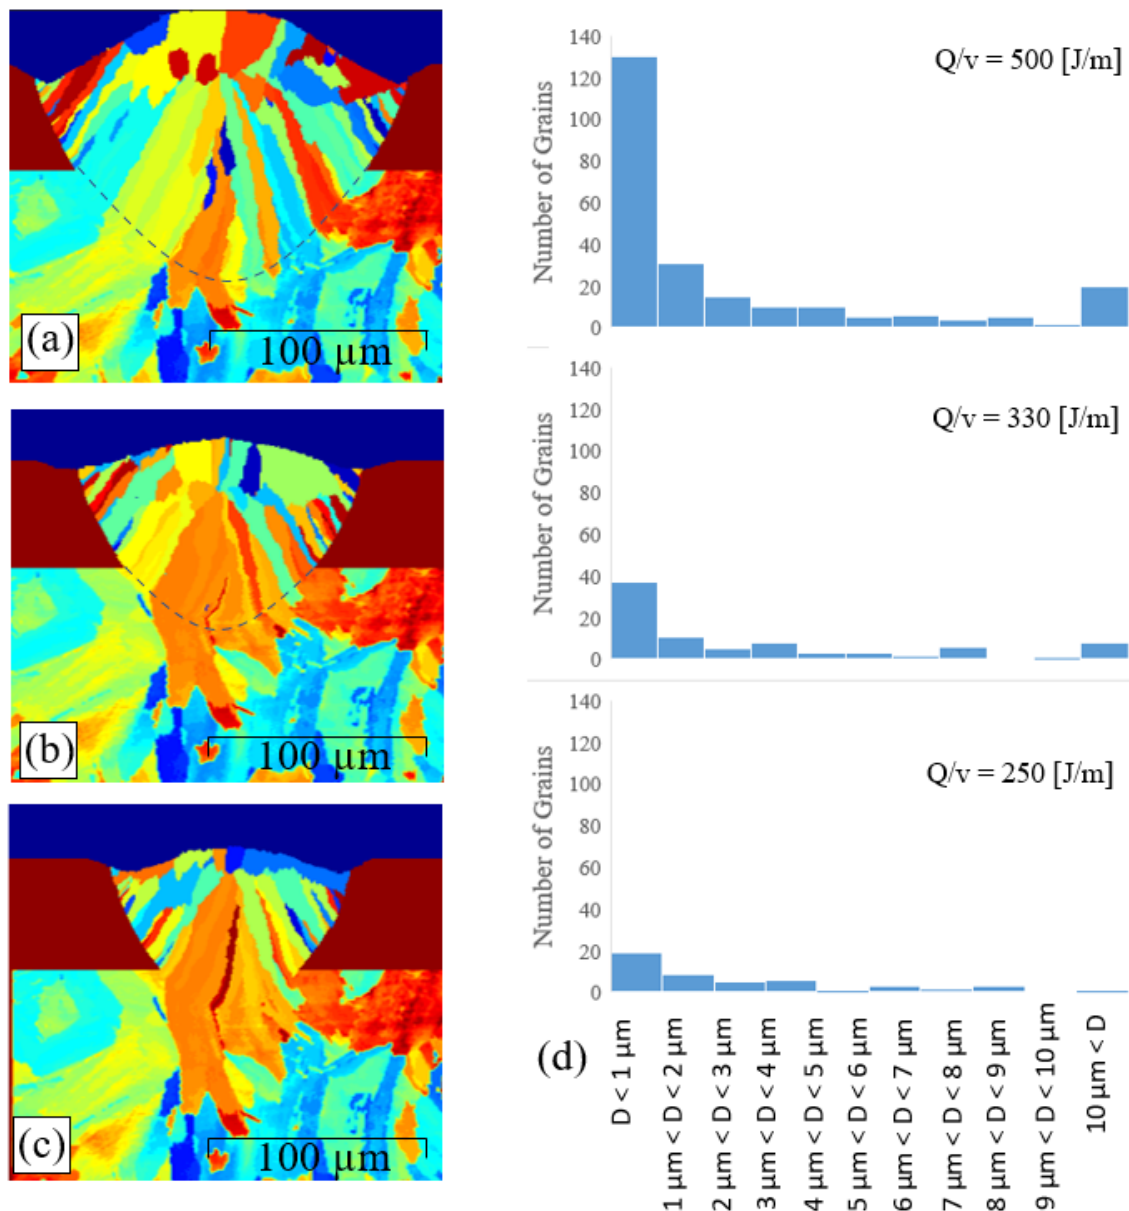 (a)
100 µm
(b)
100 µm
(c)
100 µm
Number of Grains
140
120
100
80
60
40
20
0
Q/v = 500 [J/m]
Number of Grains
140
120
100
80
60
40
20
0
Q/v = 330 [J/m]
Number of Grains
140
120
100
80
60
40
20
0
Q/v = 250 [J/m]
(d)
D < 1 µm
1 µm < D < 2 µm
2 µm < D < 3 µm
3 µm < D < 4 µm
4 µm < D < 5 µm
5 µm < D < 6 µm
6 µm < D < 7 µm
7 µm < D < 8 µm
8 µm < D < 9 µm
9 µm < D < 10 µm
10 µm < D